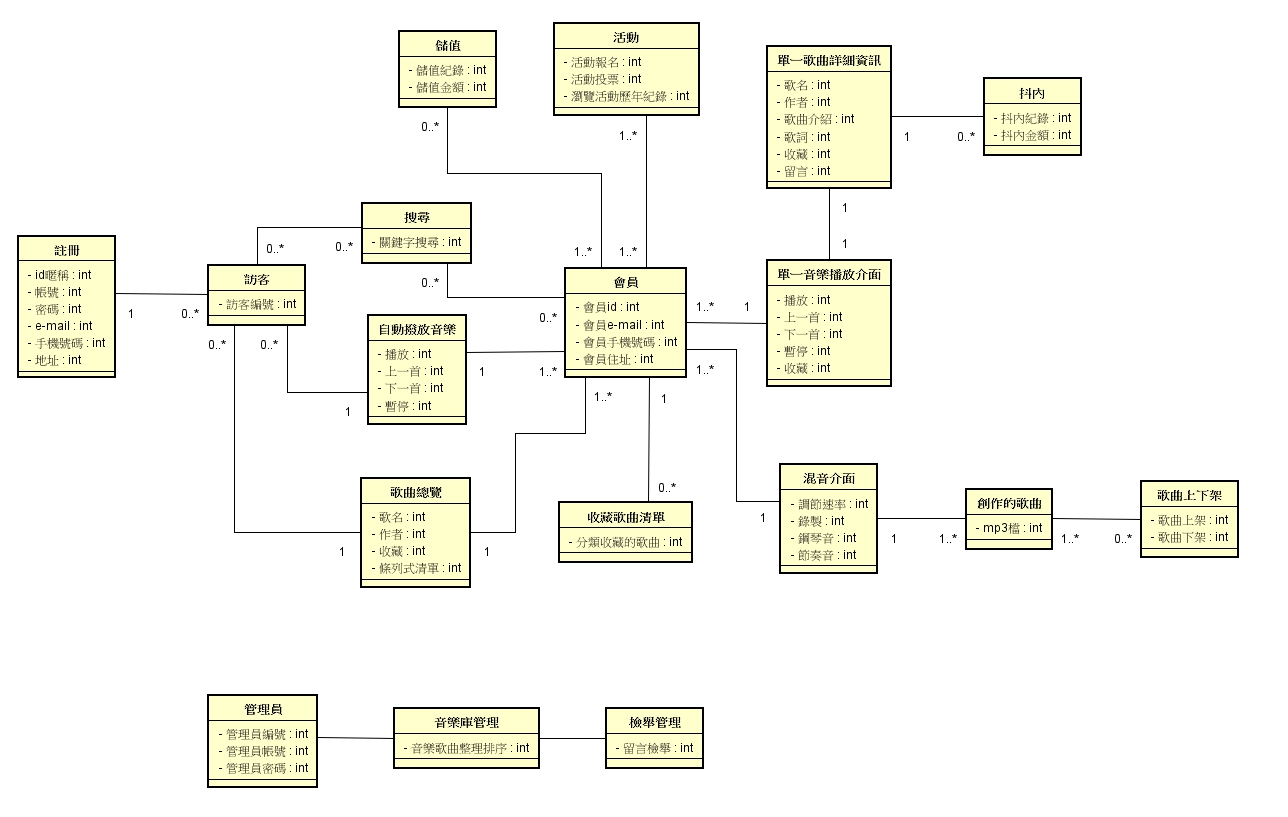 儲值
- 儲值紀錄 : int
- 儲值金額 : int
0..*
活動
- 活動報名 : int
- 活動投票 : int
- 瀏覽活動歷年紀錄 : int
1..*
單一歌曲詳細資訊
- 歌名 : int
- 作者 : int
- 歌曲介紹 : int
- 歌詞 : int
- 收藏 : int
- 留言 : int
1
0..*
抖內
- 抖內紀錄 : int
- 抖內金額 : int
1
1
註冊
- id暱稱 : int
- 帳號 : int
- 密碼 : int
- e-mail : int
- 手機號碼 : int
- 地址 : int
1
0..*
訪客
- 訪客編號 : int
0..*
0..*
搜尋
- 關鍵字搜尋 : int
0..*
0..*
1..*
1..*
會員
- 會員id : int
- 會員e-mail : int
- 會員手機號碼 : int
- 會員住址 : int
1..*
1
單一音樂播放介面
- 播放 : int
- 上一首 : int
- 下一首 : int
- 暫停 : int
- 收藏 : int
0..*
0..*
1
自動撥放音樂
- 播放 : int
- 上一首 : int
- 下一首 : int
- 暫停 : int
1
1..*
1..*
1..*
1
歌曲總覽
- 歌名 : int
- 作者 : int
- 收藏 : int
- 條列式清單 : int
1
1
0..*
收藏歌曲清單
- 分類收藏的歌曲 : int
1
混音介面
- 調節速率 : int
- 錄製 : int
- 鋼琴音 : int
- 節奏音 : int
1
1..*
創作的歌曲
- mp3檔 : int
1..*
0..*
歌曲上下架
- 歌曲上架 : int
- 歌曲下架 : int
管理員
- 管理員編號 : int
- 管理員帳號 : int
- 管理員密碼 : int
音樂庫管理
- 音樂歌曲整理排序 : int
檢舉管理
- 留言檢舉 : int